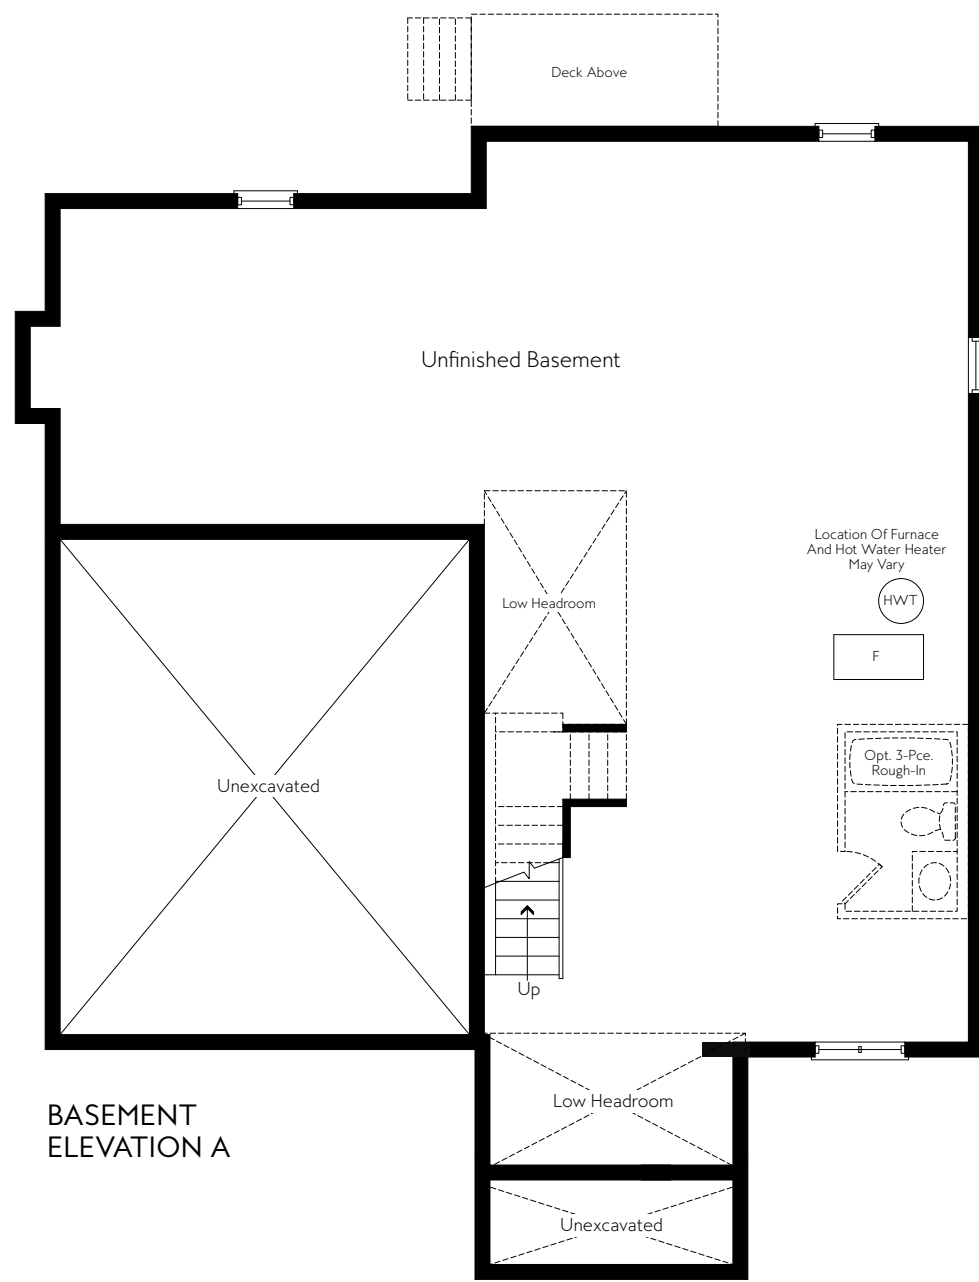 Deck Above
Unfinished Basement
Location Of Furnace
And Hot Water Heater
May Vary
HWT
Low Headroom
F
Opt. 3-Pce.
Rough-In
Unexcavated
Up
Low Headroom
BASEMENT
ELEVATION A
Unexcavated